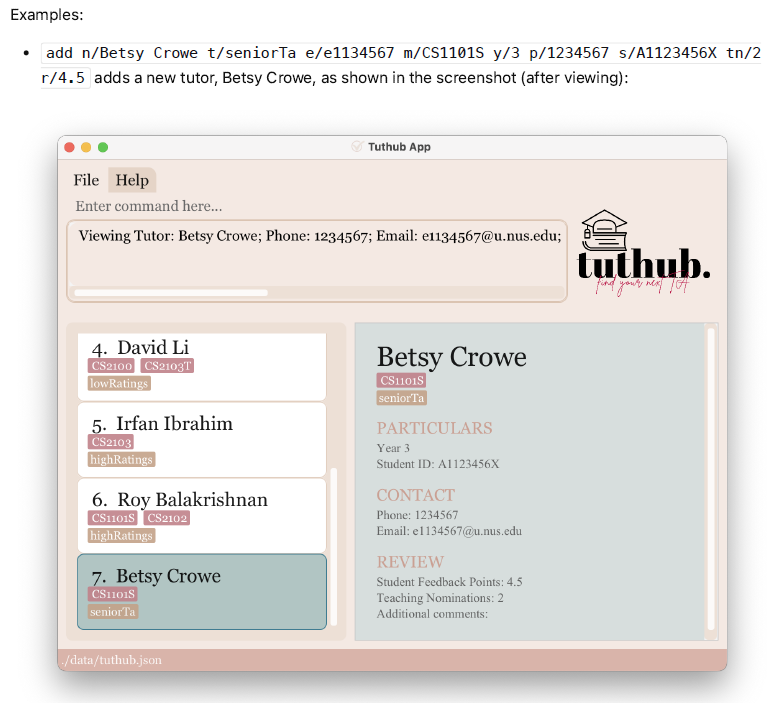 Examples:
add n/Betsy Crowe t/seniorTa e/e1134567 m/CS1101S y/3 p/1234567 s/A1123456X tn/2
r/4.5 adds a new tutor, Betsy Crowe, as shown in the screenshot (after viewing):
Tuthub App
File Help
Enter command here...
Viewing Tutor: Betsy Crowe; Phone: 1234567; Email: e1134567@u.nus.edu;
tuthub.
find your next TA
4. David Li
CS2100 CS2103T
lowRatings
5. Irfan Ibrahim
CS2103
highRatings
6. Roy Balakrishnan
CS1101S CS2102
highRatings
7. Betsy Crowe
CS1101S
seniorTa
Betsy Crowe
CS1101S
seniorTa
PARTICULARS
Year 3
Student ID: A1123456X
CONTACT
Phone: 1234567
Email: e1134567@u.nus.edu
REVIEW
Student Feedback Points: 4.5
Teaching Nominations: 2
Additional comments:
./data/tuthub.json